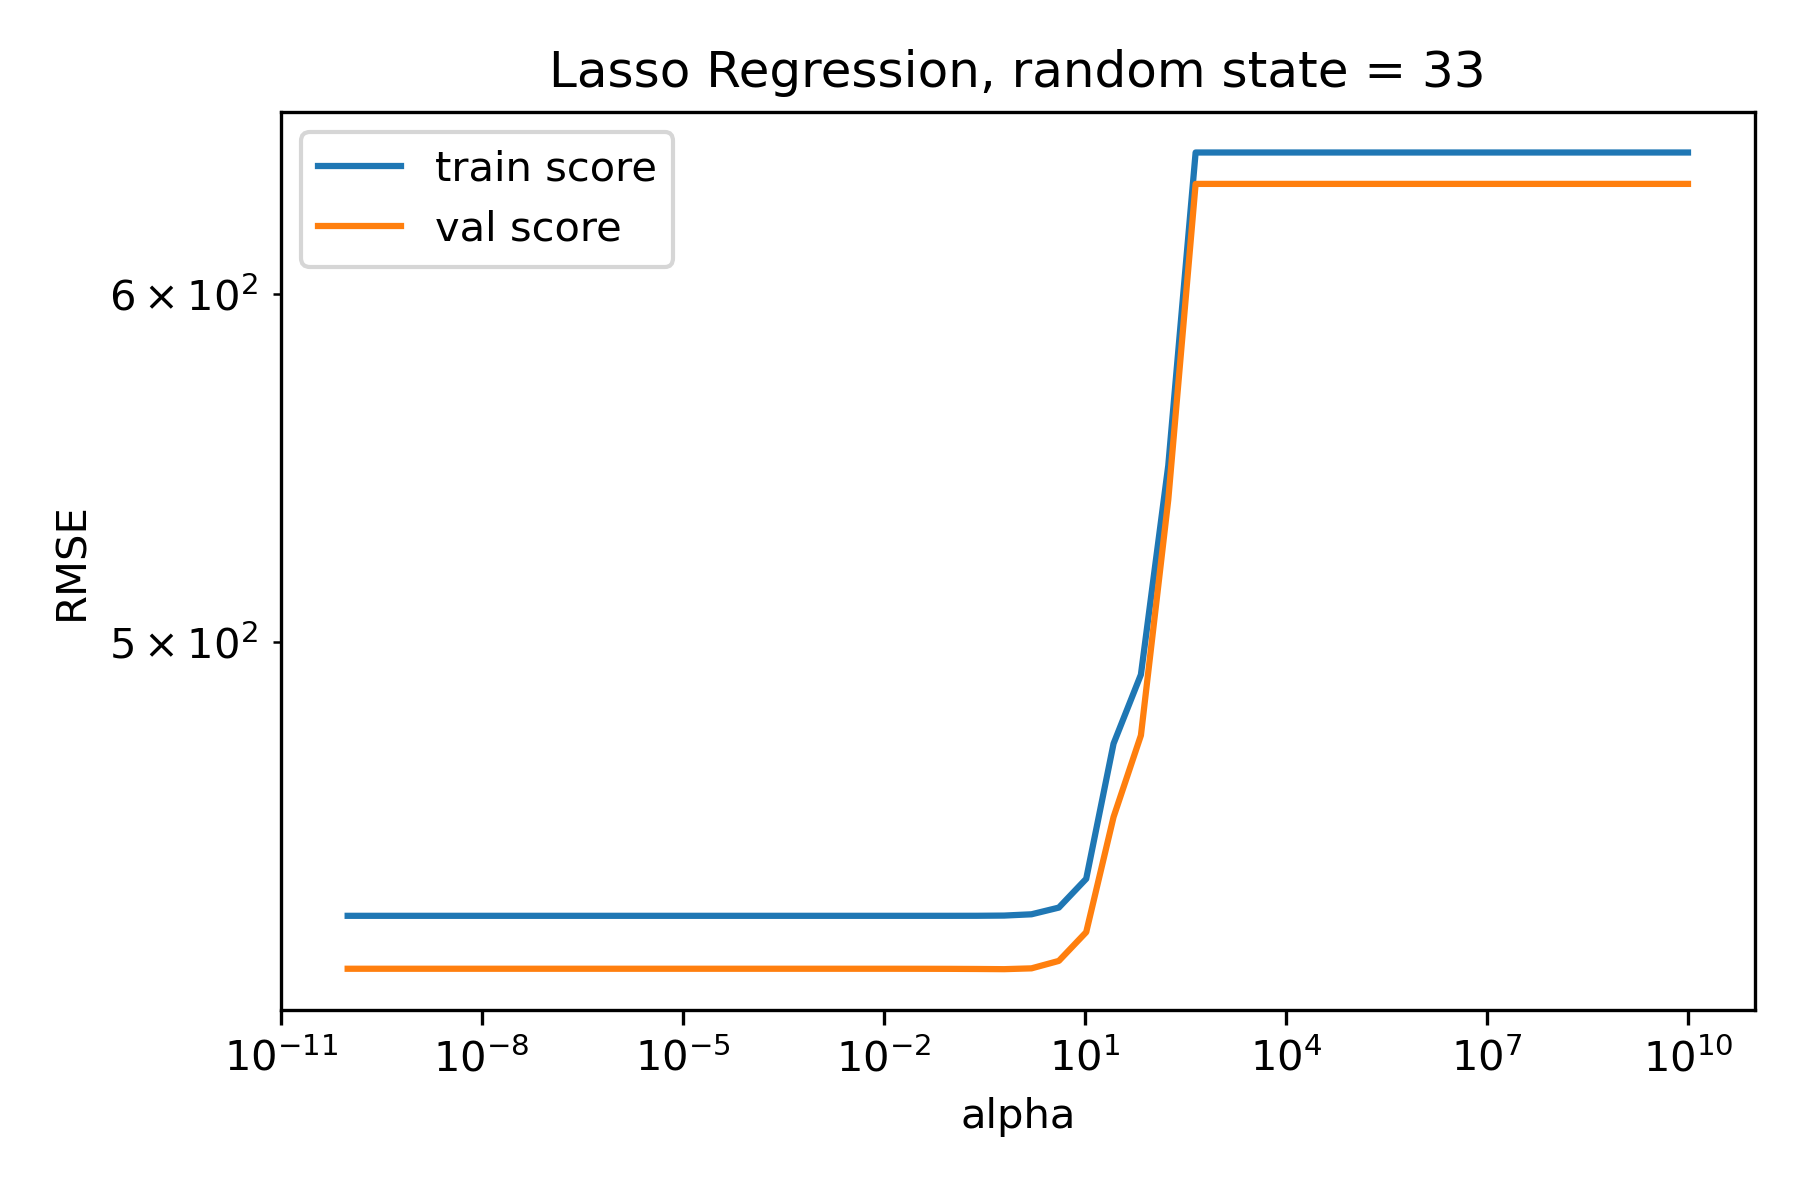 Lasso Regression, random state = 33
train score
val score
6 × 10²
5 × 10²
RMSE
10⁻¹¹ 10⁻⁸ 10⁻⁵ 10⁻² 10¹ 10⁴ 10⁷ 10¹⁰
alpha